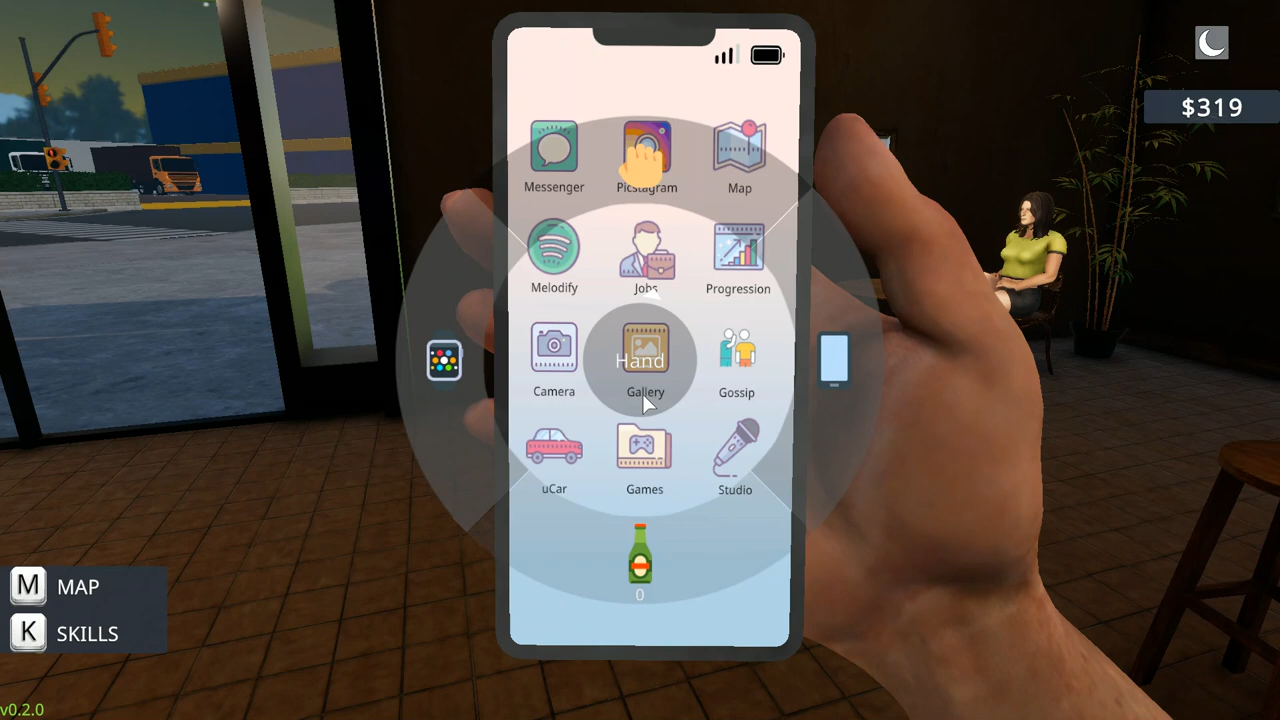 $319
Messenger
Picstagram
Map
Melodify
Jobs
Progression
Hand
Camera
Gallery
Gossip
uCar
Games
Studio
0
M MAP
K SKILLS
v0.2.0